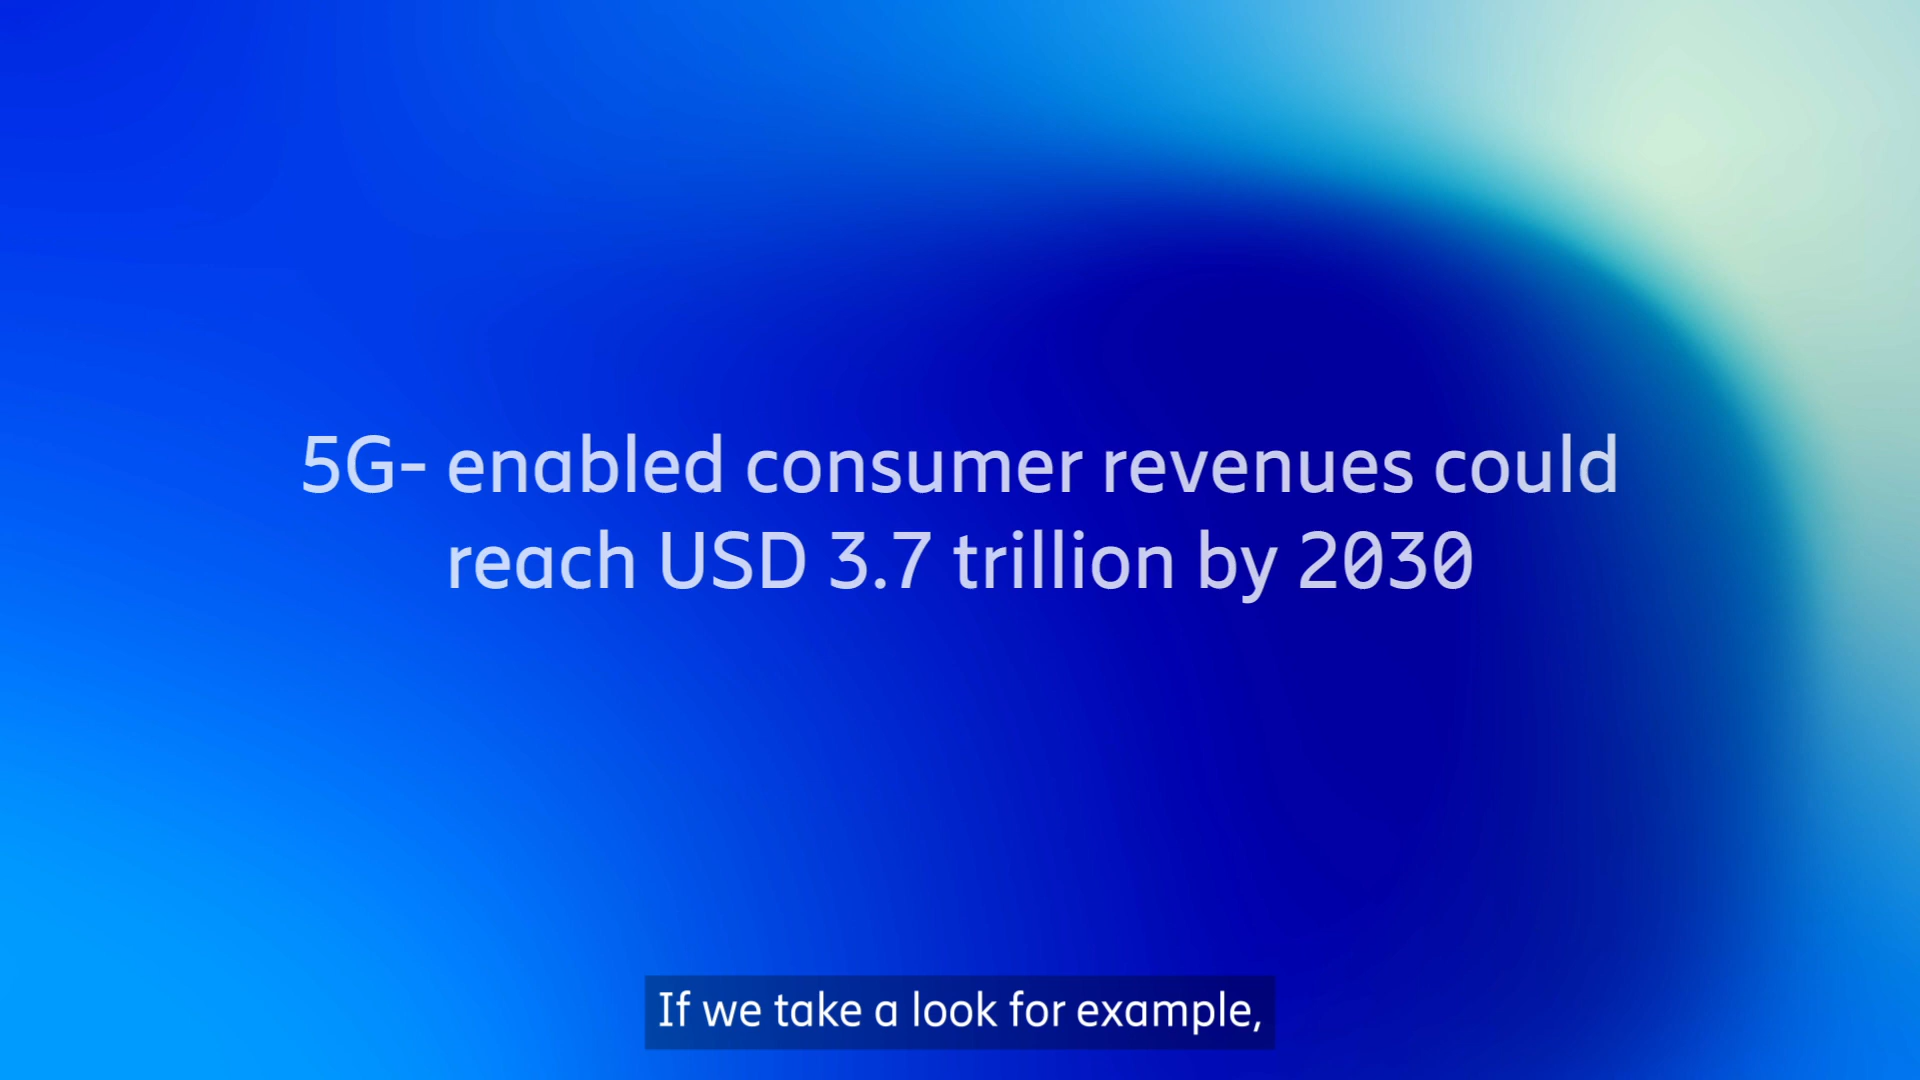 5G- enabled consumer revenues could
reach USD 3.7 trillion by 2030
If we take a look for example,